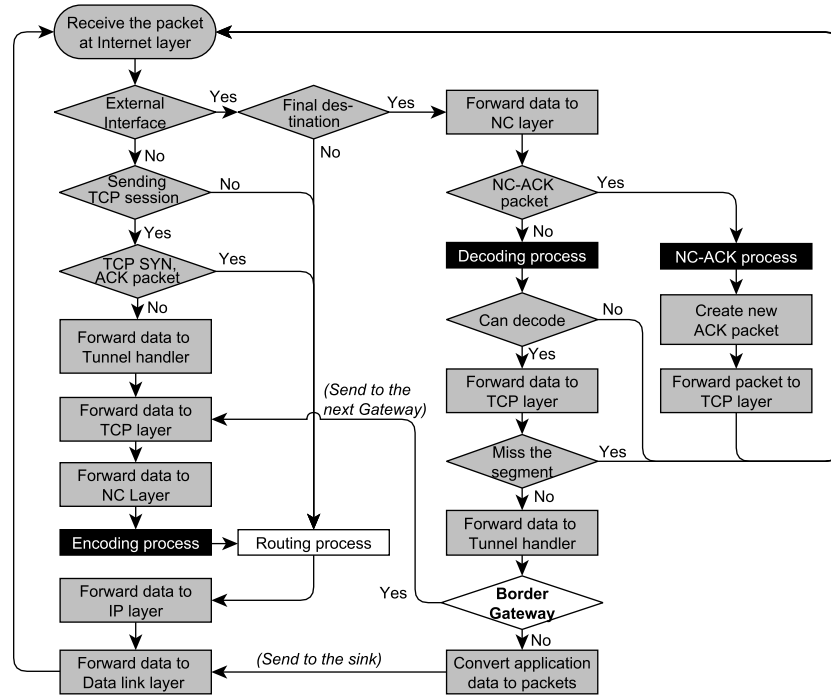 Receive the packet
at Internet layer
External
Interface
Yes
Final des-
tination
Yes
Forward data to
NC layer
No
No
Sending
TCP session
No
NC-ACK
packet
Yes
Yes
No
TCP SYN,
ACK packet
Yes
Decoding process
NC-ACK process
No
Can decode
No
Create new
ACK packet
Forward data to
Tunnel handler
Yes
(Send to the
next Gateway)
Forward data to
TCP layer
Forward data to
TCP layer
Forward packet to
TCP layer
Miss the
segment
Yes
Forward data to
NC Layer
No
Encoding process
Routing process
Forward data to
Tunnel handler
Forward data to
IP layer
Yes
Border
Gateway
No
Forward data to
Data link layer
(Send to the sink)
Convert application
data to packets